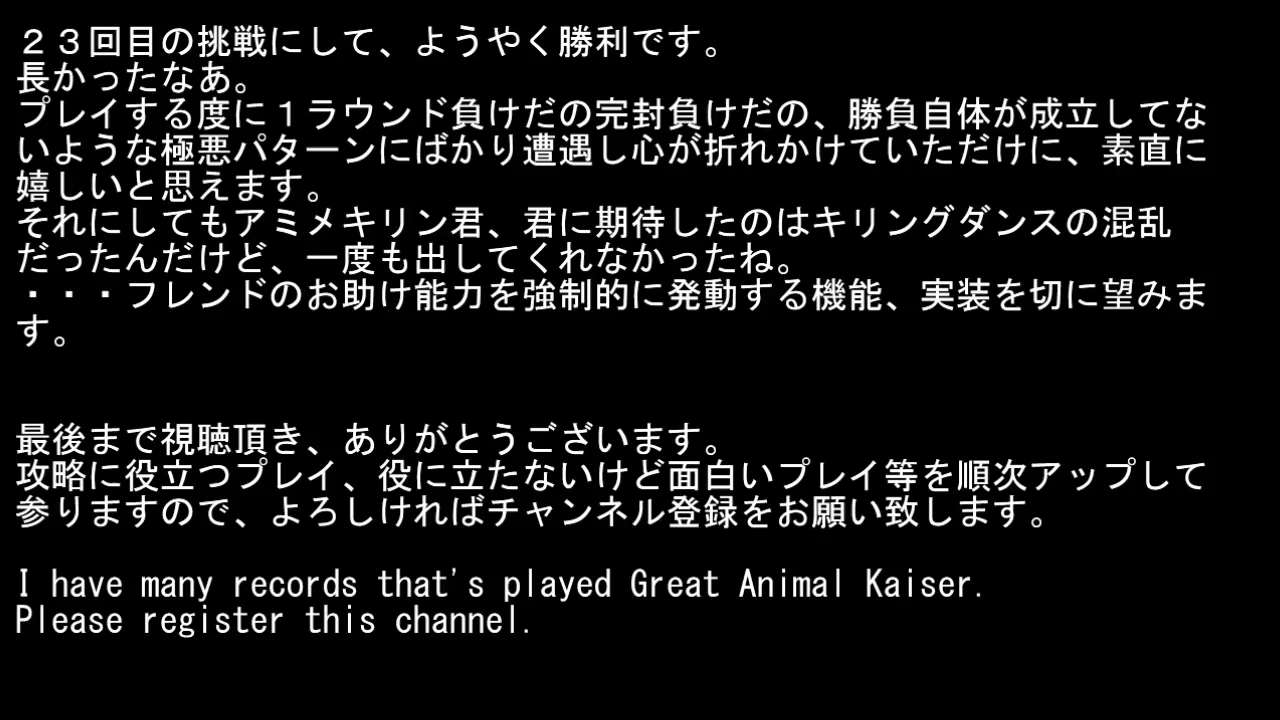 ２３回目の挑戦にして、ようやく勝利です。
長かったなあ。
プレイする度に１ラウンド負けだの完封負けだの、勝負自体が成立してな
いような極悪パターンにばかり遭遇し心が折れかけていただけに、素直に
嬉しいと思えます。
それにしてもアミメキリン君、君に期待したのはキリングダンスの混乱
だったんだけど、一度も出してくれなかったね。
・・・フレンドのお助け能力を強制的に発動する機能、実装を切に望みま
す。
最後まで視聴頂き、ありがとうございます。
攻略に役立つプレイ、役に立たないけど面白いプレイ等を順次アップして
参りますので、よろしければチャンネル登録をお願い致します。
I have many records that's played Great Animal Kaiser.
Please register this channel.